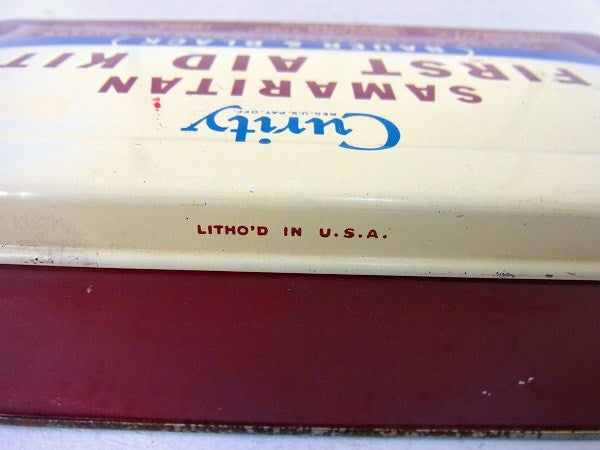 Curity
REG. U.S. PAT. OFF.
SAMARITAN
FIRST AID KIT
(BAUER & BLACK)
LITHO'D IN U.S.A.